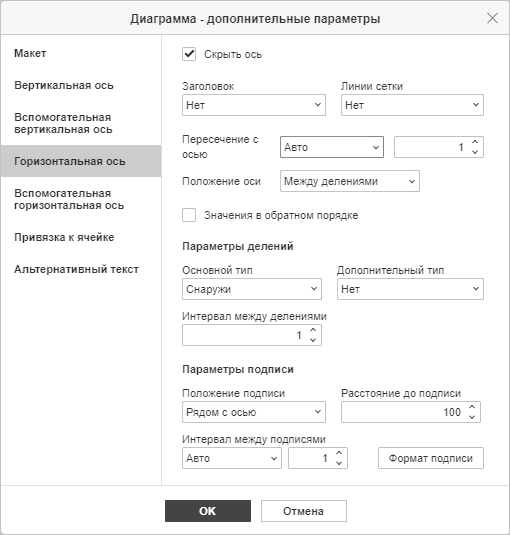 Диаграмма - дополнительные параметры
Макет
Вертикальная ось
Вспомогательная
вертикальная ось
Горизонтальная ось
Вспомогательная
горизонтальная ось
Привязка к ячейке
Альтернативный текст
Скрыть ось
Заголовок
Линии сетки
Нет
Нет
Пересечение с
осью
Авто
1
Положение оси
Между делениями
Значения в обратном порядке
Параметры делений
Основной тип
Дополнительный тип
Снаружи
Нет
Интервал между делениями
1
Параметры подписи
Положение подписи
Расстояние до подписи
Рядом с осью
100
Интервал между подписями
Авто
1
Формат подписи
OK
Отмена